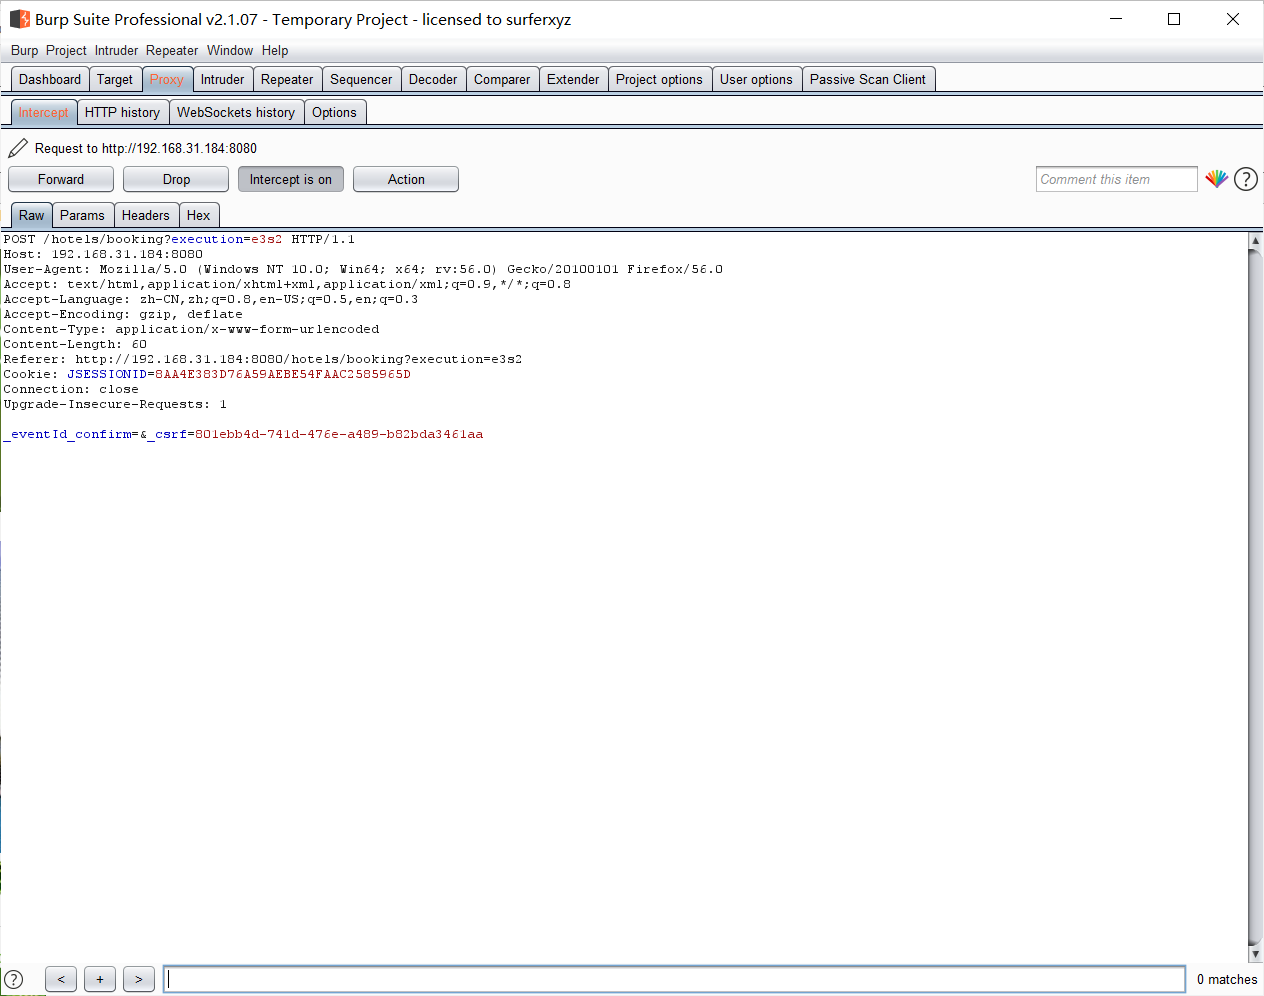 Burp Suite Professional v2.1.07 - Temporary Project - licensed to surferxyz
Burp Project Intruder Repeater Window Help
Dashboard Target Proxy Intruder Repeater Sequencer Decoder Comparer Extender Project options User options Passive Scan Client
Intercept HTTP history WebSockets history Options
Request to http://192.168.31.184:8080
Forward Drop Intercept is on Action Comment this item ?
Raw Params Headers Hex
POST /hotels/booking?execution=e3s2 HTTP/1.1
Host: 192.168.31.184:8080
User-Agent: Mozilla/5.0 (Windows NT 10.0; Win64; x64; rv:56.0) Gecko/20100101 Firefox/56.0
Accept: text/html,application/xhtml+xml,application/xml;q=0.9,*/*;q=0.8
Accept-Language: zh-CN,zh;q=0.8,en-US;q=0.5,en;q=0.3
Accept-Encoding: gzip, deflate
Content-Type: application/x-www-form-urlencoded
Content-Length: 60
Referer: http://192.168.31.184:8080/hotels/booking?execution=e3s2
Cookie: JSESSIONID=8AA4E383D76A59AEBE54FAAC2585965D
Connection: close
Upgrade-Insecure-Requests: 1
_eventId_confirm=&_csrf=801ebb4d-741d-476e-a489-b82bda3461aa
? < + > 0 matches